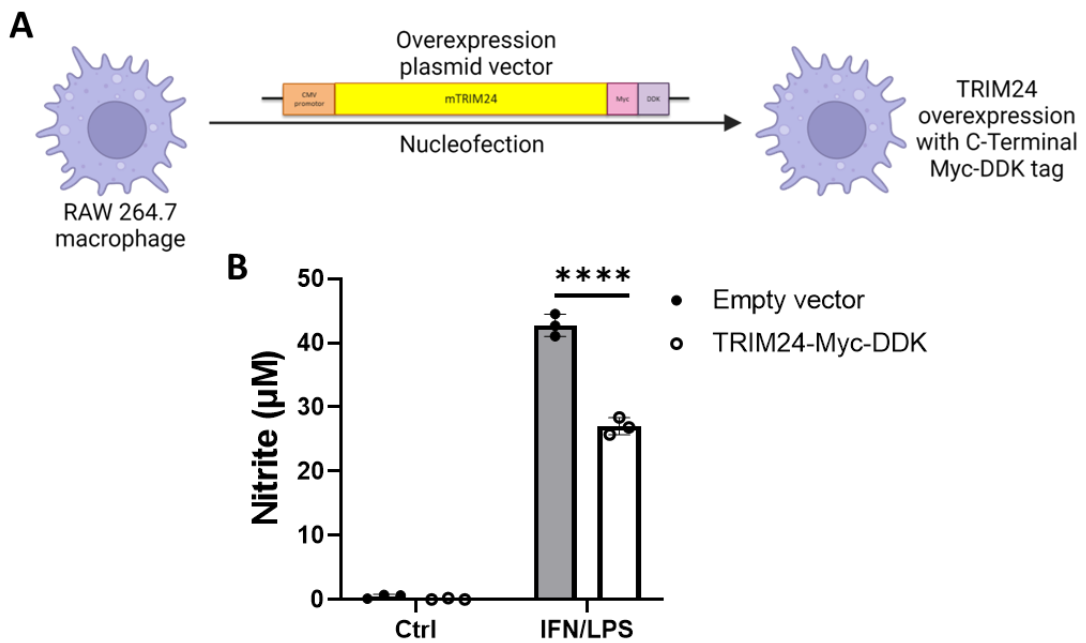 A
Overexpression
plasmid vector
CMV
promotor
mTRIM24
Myc
DDK
Nucleofection
RAW 264.7
macrophage
TRIM24
overexpression
with C-Terminal
Myc-DDK tag
B
50
40
30
20
10
0
Nitrite (µM)
****
Empty vector
TRIM24-Myc-DDK
Ctrl
IFN/LPS